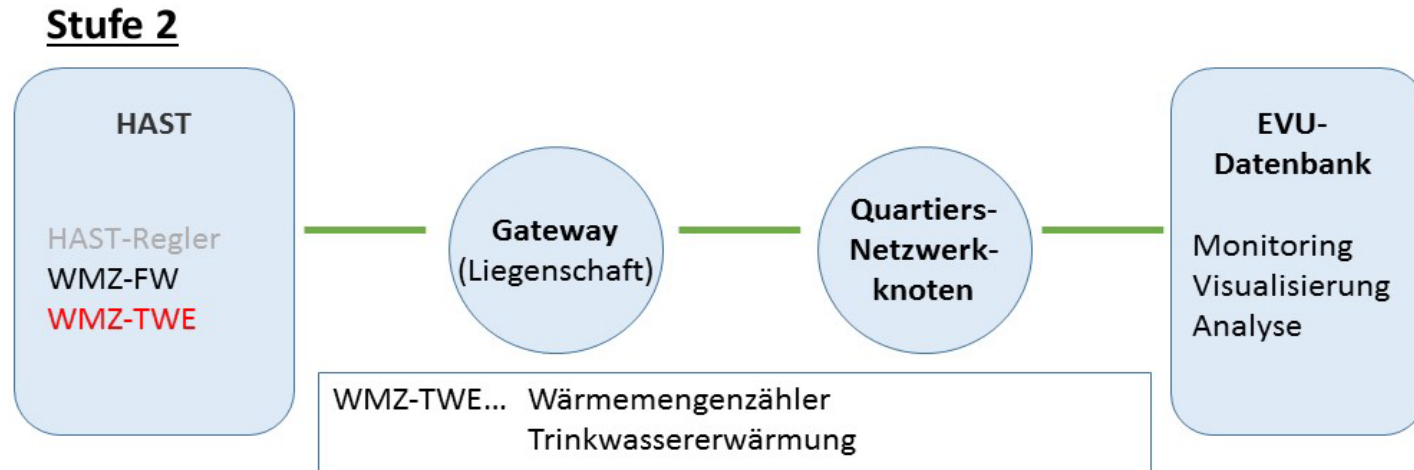 Stufe 2
HAST
HAST-Regler
WMZ-FW
WMZ-TWE
Gateway
(Liegenschaft)
Quartiers-
Netzwerk-
knoten
EVU-
Datenbank
Monitoring
Visualisierung
Analyse
WMZ-TWE... Wärmemengenzähler
Trinkwassererwärmung